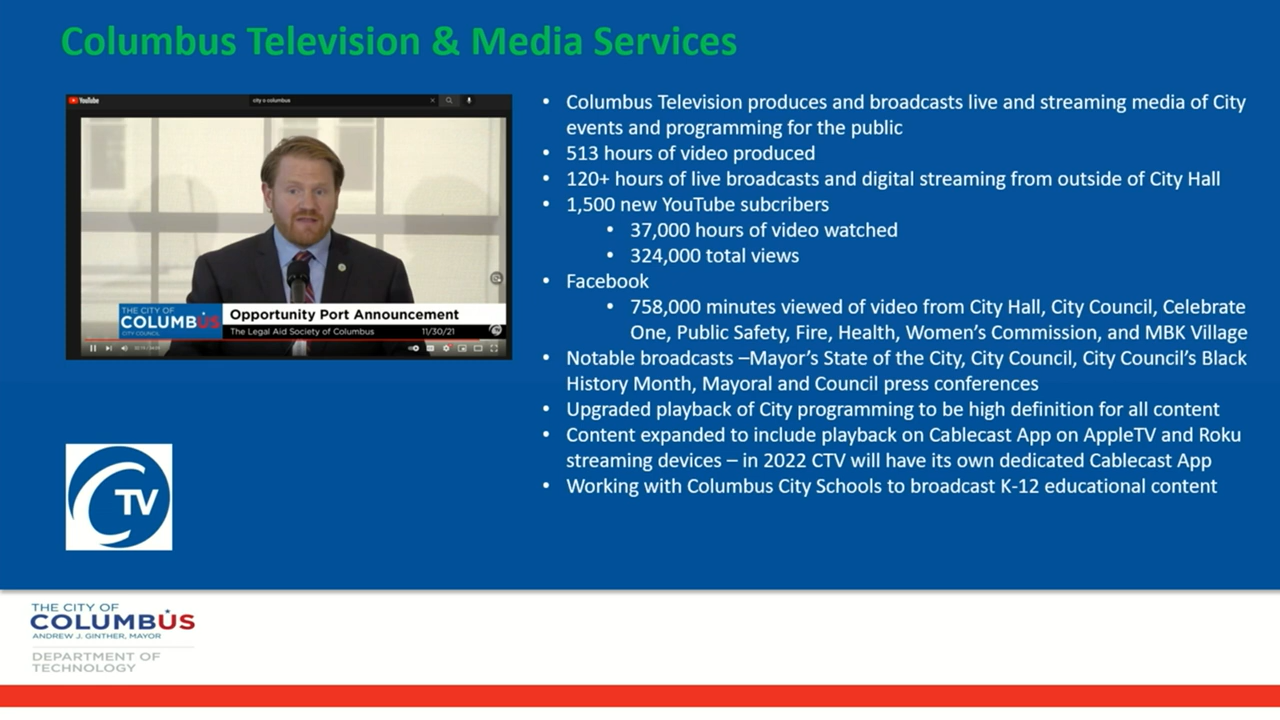 Columbus Television & Media Services
YouTube
city o columbus
THE CITY OF
COLUMBUS
CITY COUNCIL
Opportunity Port Announcement
The Legal Aid Society of Columbus
11/30/21
• Columbus Television produces and broadcasts live and streaming media of City
events and programming for the public
• 513 hours of video produced
• 120+ hours of live broadcasts and digital streaming from outside of City Hall
• 1,500 new YouTube subcribers
• 37,000 hours of video watched
• 324,000 total views
• Facebook
• 758,000 minutes viewed of video from City Hall, City Council, Celebrate
One, Public Safety, Fire, Health, Women's Commission, and MBK Village
• Notable broadcasts –Mayor's State of the City, City Council, City Council's Black
History Month, Mayoral and Council press conferences
• Upgraded playback of City programming to be high definition for all content
• Content expanded to include playback on Cablecast App on AppleTV and Roku
streaming devices – in 2022 CTV will have its own dedicated Cablecast App
• Working with Columbus City Schools to broadcast K-12 educational content
CTV
THE CITY OF
COLUMBUS
ANDREW J. GINTHER, MAYOR
DEPARTMENT OF
TECHNOLOGY